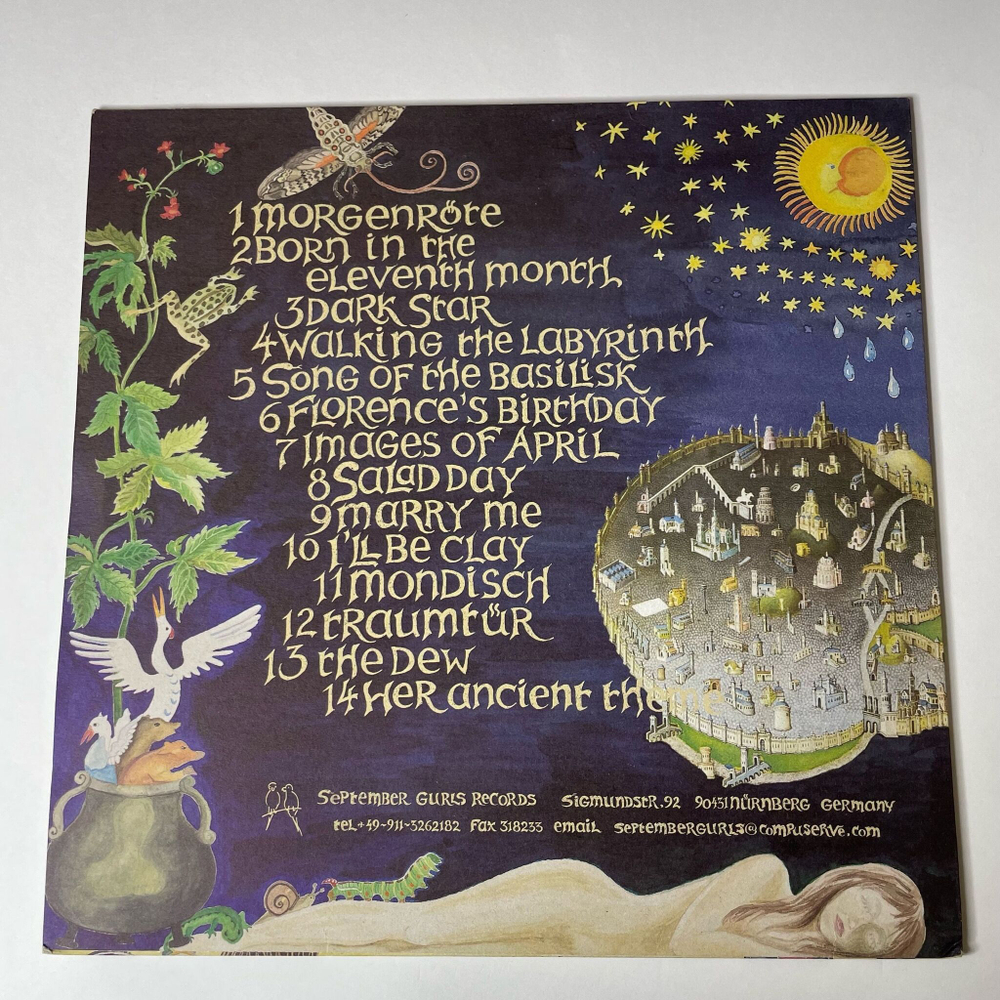 1 Morgenröte
2 Born in the
eleventh month
3 Dark Star
4 Walking the Labyrinth
5 Song of the Basilisk
6 Florence's Birthday
7 Images of April
8 Salad Day
9 Marry me
10 I'll Be Clay
11 Mondisch
12 traumtür
13 the Dew
14 Her ancient theme
September Gurls Records Sigmundstr. 92 90431 Nürnberg Germany
tel +49-911-3262182 Fax 318233 email septembergurls@compuserve.com